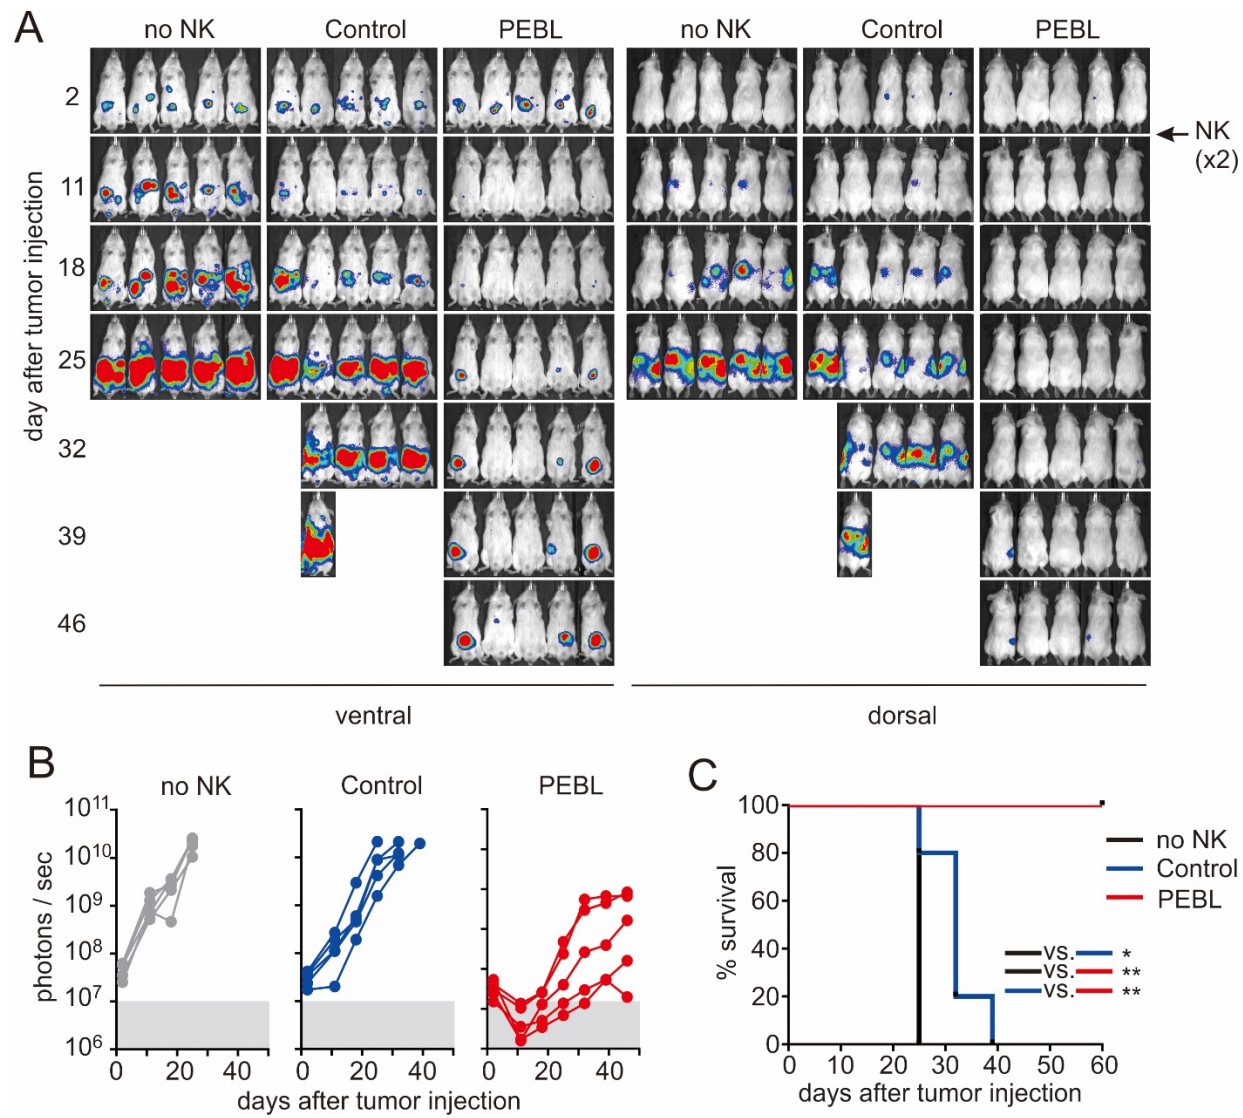 A
no NK Control PEBL no NK Control PEBL
2
NK
(x2)
11
18
25
32
39
46
day after tumor injection
ventral dorsal
B
no NK Control PEBL
10¹¹
10¹⁰
10⁹
10⁸
10⁷
10⁶
photons / sec
0 20 40 0 20 40 0 20 40
days after tumor injection
C
100
80
60
40
20
0
% survival
no NK
Control
PEBL
vs. *
vs. **
vs. **
0 10 20 30 40 50 60
days after tumor injection